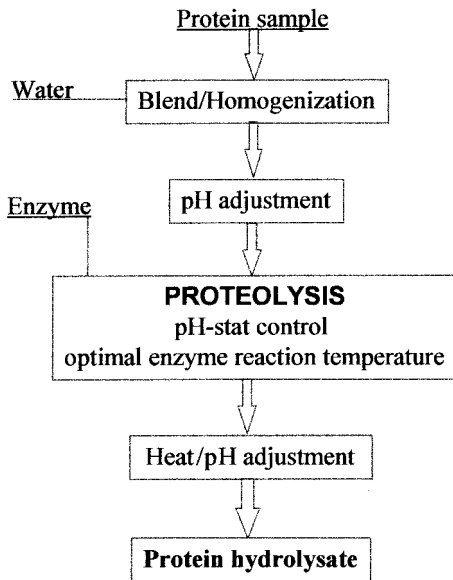 Protein sample
Water
Blend/Homogenization
pH adjustment
Enzyme
PROTEOLYSIS
pH-stat control
optimal enzyme reaction temperature
Heat/pH adjustment
Protein hydrolysate